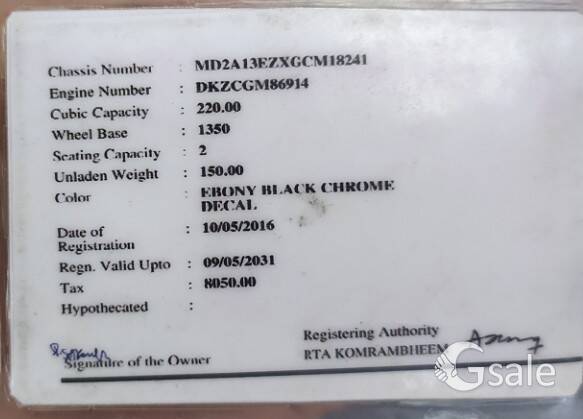 Chassis Number : MD2A13EZXGCM18241
Engine Number : DKZCGM86914
Cubic Capacity : 220.00
Wheel Base : 1350
Seating Capacity : 2
Unladen Weight : 150.00
Color : EBONY BLACK CHROME
DECAL
Date of : 10/05/2016
Registration
Regn. Valid Upto : 09/05/2031
Tax : 8050.00
Hypothecated :
Registering Authority
Signature of the Owner RTA KOMRAMBHEEM
Gsale